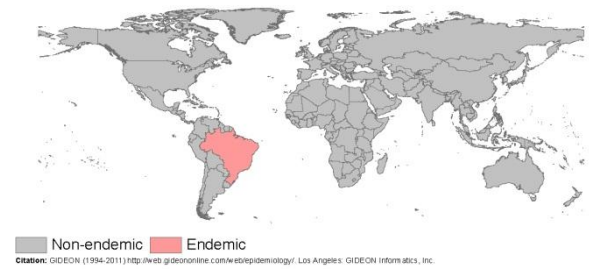 Non-endemic Endemic
Citation: GIDEON (1994-2011) http://web.gideononline.com/web/epidemiology/. Los Angeles: GIDEON Informatics, Inc.